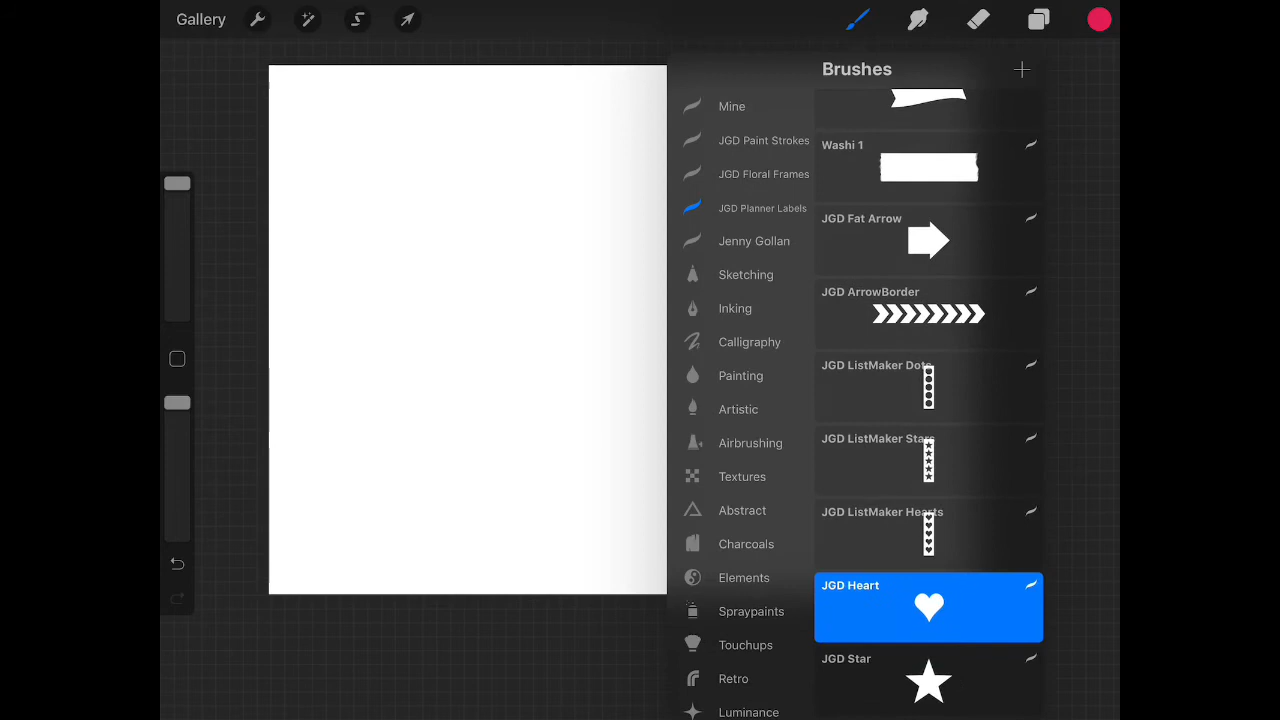 Gallery
Brushes
Mine
JGD Paint Strokes
JGD Floral Frames
JGD Planner Labels
Jenny Gollan
Sketching
Inking
Calligraphy
Painting
Artistic
Airbrushing
Textures
Abstract
Charcoals
Elements
Spraypaints
Touchups
Retro
Luminance
Washi 1
JGD Fat Arrow
JGD ArrowBorder
JGD ListMaker Dots
JGD ListMaker Stars
JGD ListMaker Hearts
JGD Heart
JGD Star